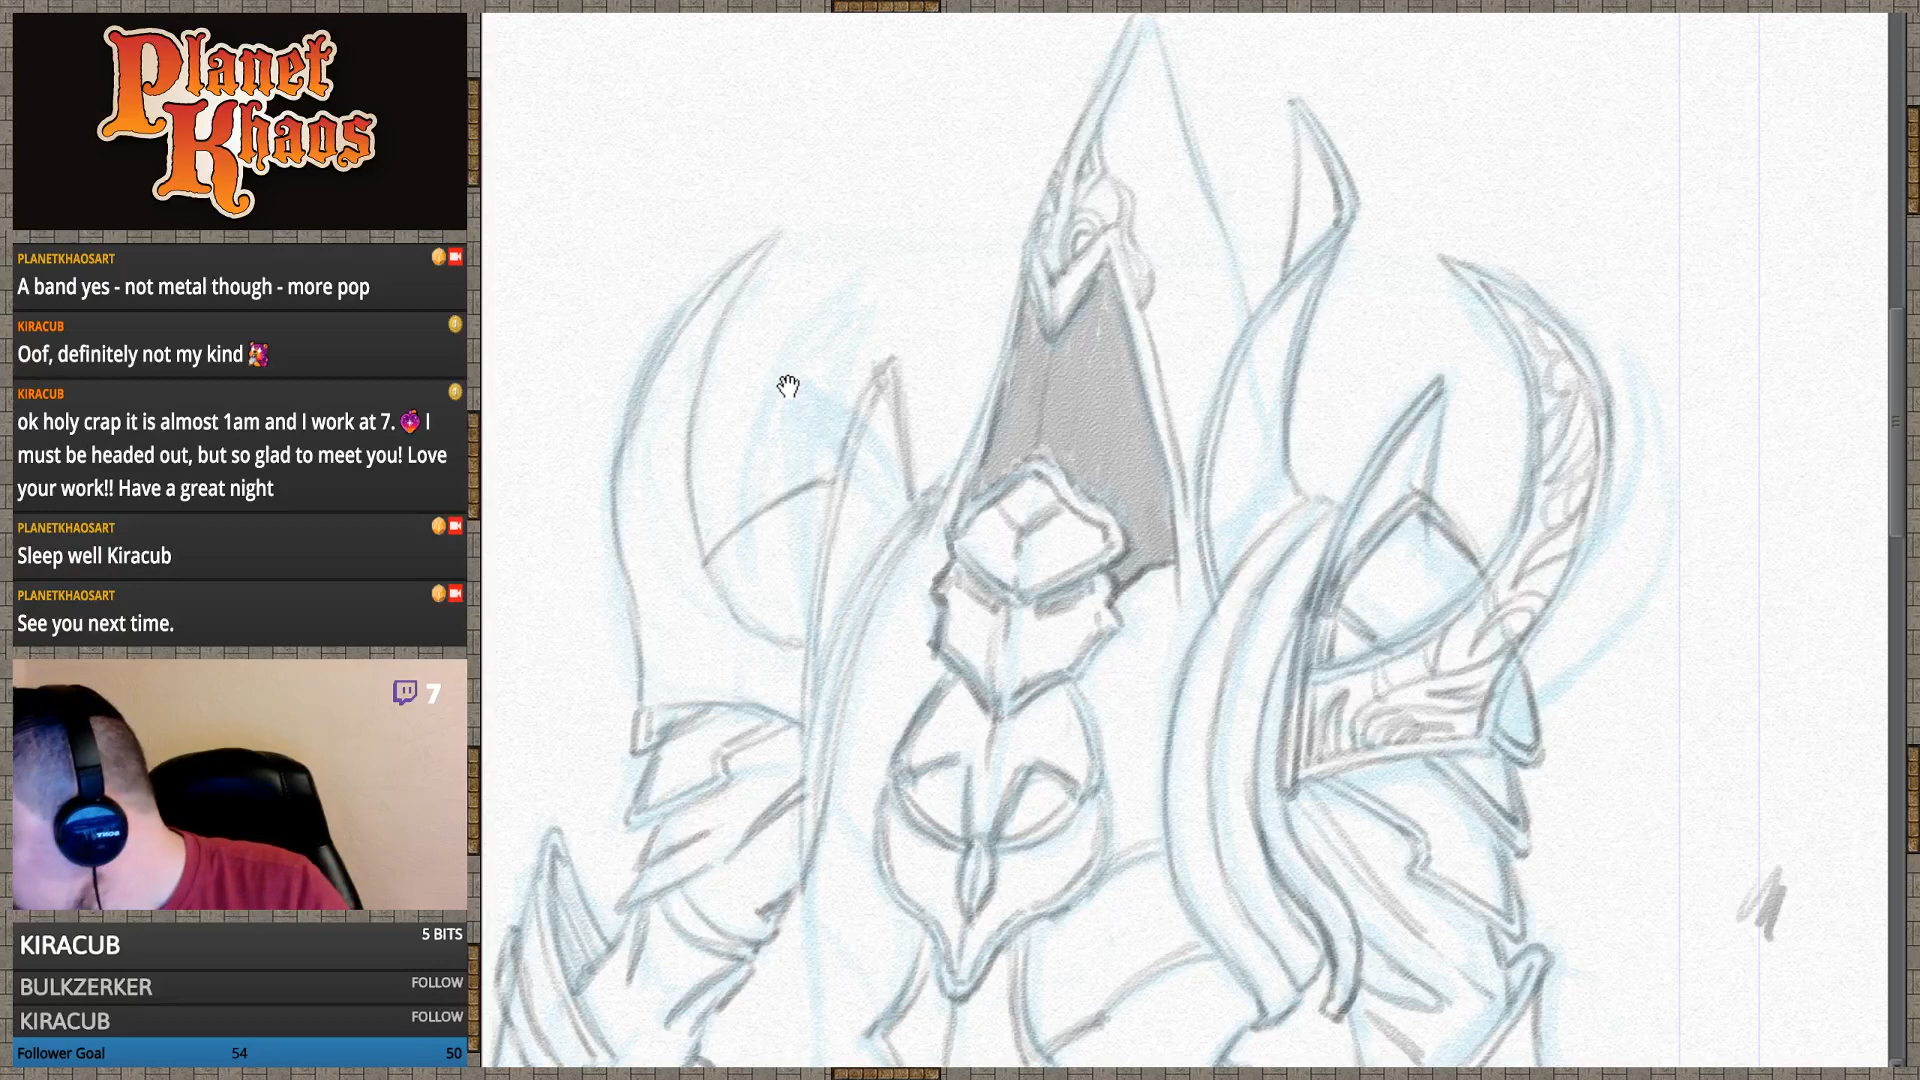 Planet
Khaos
PLANETKHAOSART
A band yes - not metal though - more pop
KIRACUB
Oof, definitely not my kind
KIRACUB
ok holy crap it is almost 1am and I work at 7. I
must be headed out, but so glad to meet you! Love
your work!! Have a great night
PLANETKHAOSART
Sleep well Kiracub
PLANETKHAOSART
See you next time.
7
KIRACUB 5 BITS
BULKZERKER FOLLOW
KIRACUB FOLLOW
Follower Goal 54 50